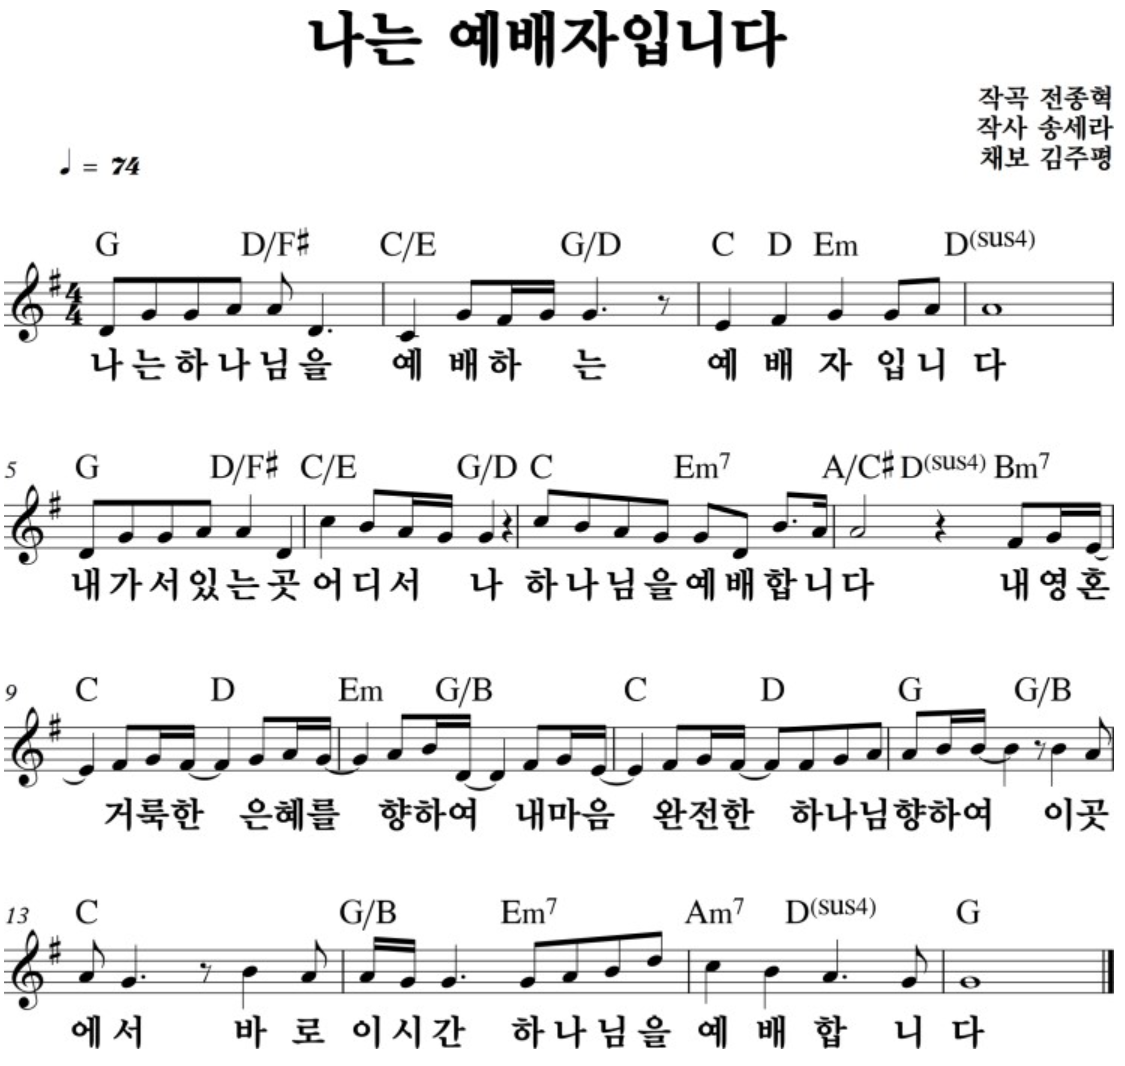 나는 예배자입니다
작곡 전종혁
작사 송세라
채보 김주평
♩ = 74
G D/F♯ C/E G/D C D Em D(sus4)
4 4
나는하나님을 예 배하 는 예 배 자 입니 다
5 G D/F♯ C/E G/D C Em7 A/C♯ D(sus4) Bm7
내가서있는곳 어디서 나 하나님을예배합니다 내영혼
9 C D Em G/B C D G G/B
거룩한 은혜를 향하여 내마음 완전한 하나님향하여 이곳
13 C G/B Em7 Am7 D(sus4) G
에서 바 로 이시간 하나님을 예 배 합 니 다